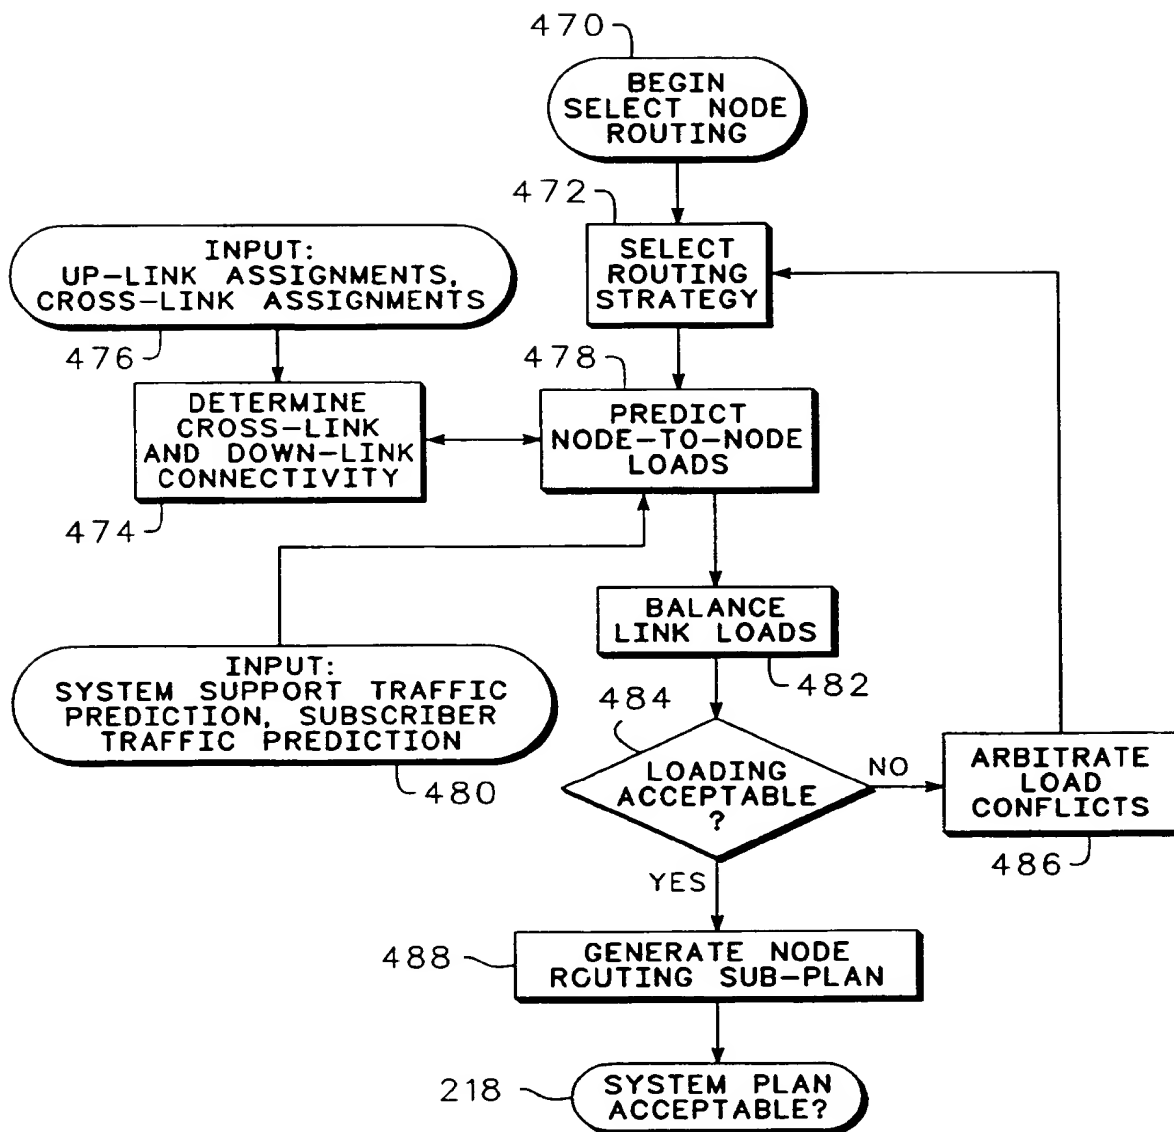 470
BEGIN
SELECT NODE
ROUTING
472
SELECT
ROUTING
STRATEGY
INPUT:
UP-LINK ASSIGNMENTS,
CROSS-LINK ASSIGNMENTS
476
478
DETERMINE
CROSS-LINK
AND DOWN-LINK
CONNECTIVITY
474
PREDICT
NODE-TO-NODE
LOADS
BALANCE
LINK LOADS
482
INPUT:
SYSTEM SUPPORT TRAFFIC
PREDICTION, SUBSCRIBER
TRAFFIC PREDICTION
480
484
LOADING
ACCEPTABLE
?
NO
ARBITRATE
LOAD
CONFLICTS
486
YES
488
GENERATE NODE
ROUTING SUB-PLAN
218
SYSTEM PLAN
ACCEPTABLE?